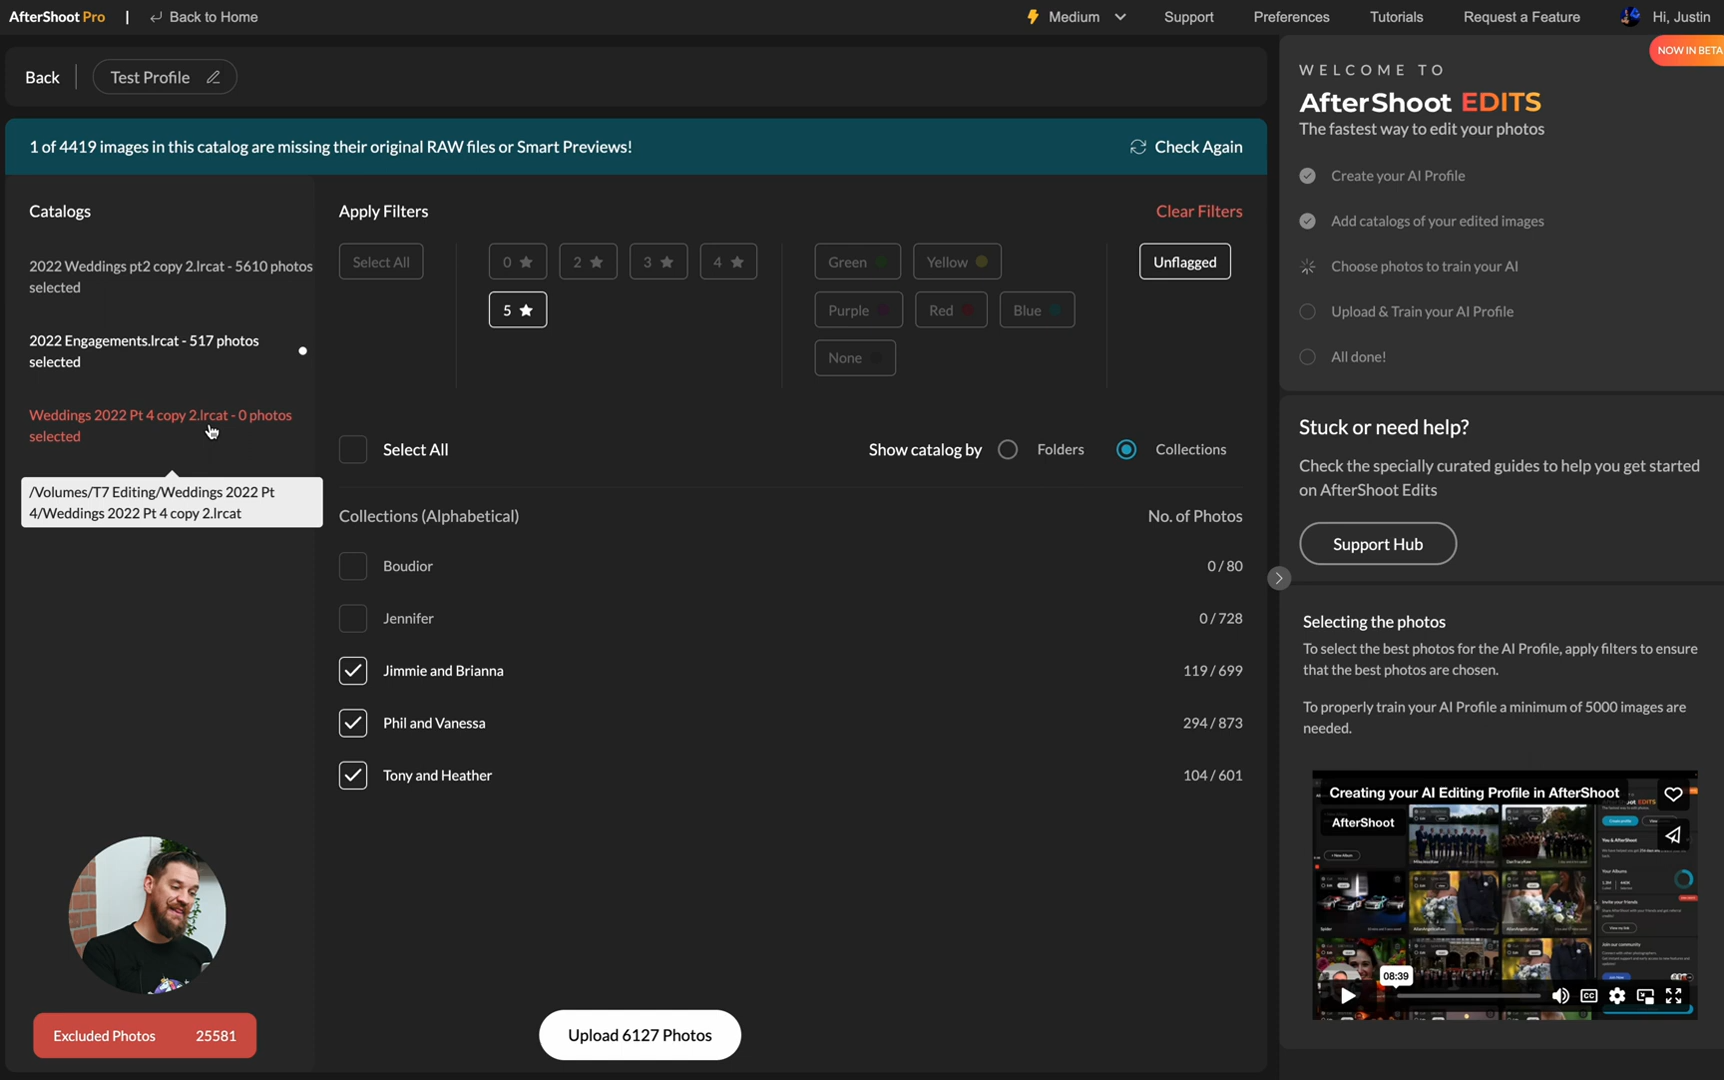 AfterShoot Pro | Back to Home
Medium
Support
Preferences
Tutorials
Request a Feature
Hi, Justin
Back
Test Profile
1 of 4419 images in this catalog are missing their original RAW files or Smart Previews!
Check Again
Catalogs
2022 Weddings pt2 copy 2.lrcat - 5610 photos
selected
2022 Engagements.lrcat - 517 photos
selected
Weddings 2022 Pt 4 copy 2.lrcat - 0 photos
selected
/Volumes/T7 Editing/Weddings 2022 Pt
4/Weddings 2022 Pt 4 copy 2.lrcat
Excluded Photos 25581
Apply Filters
Clear Filters
Select All
0 ★
2 ★
3 ★
4 ★
5 ★
Green
Yellow
Purple
Red
Blue
None
Unflagged
Select All
Show catalog by
Folders
Collections
Collections (Alphabetical)
No. of Photos
Boudior 0 / 80
Jennifer 0 / 728
Jimmie and Brianna 119 / 699
Phil and Vanessa 294 / 873
Tony and Heather 104 / 601
Upload 6127 Photos
NOW IN BETA
WELCOME TO
AfterShoot EDITS
The fastest way to edit your photos
Create your AI Profile
Add catalogs of your edited images
Choose photos to train your AI
Upload & Train your AI Profile
All done!
Stuck or need help?
Check the specially curated guides to help you get started
on AfterShoot Edits
Support Hub
Selecting the photos
To select the best photos for the AI Profile, apply filters to ensure
that the best photos are chosen.
To properly train your AI Profile a minimum of 5000 images are
needed.
Creating your AI Editing Profile in AfterShoot
AfterShoot
08:39
CC